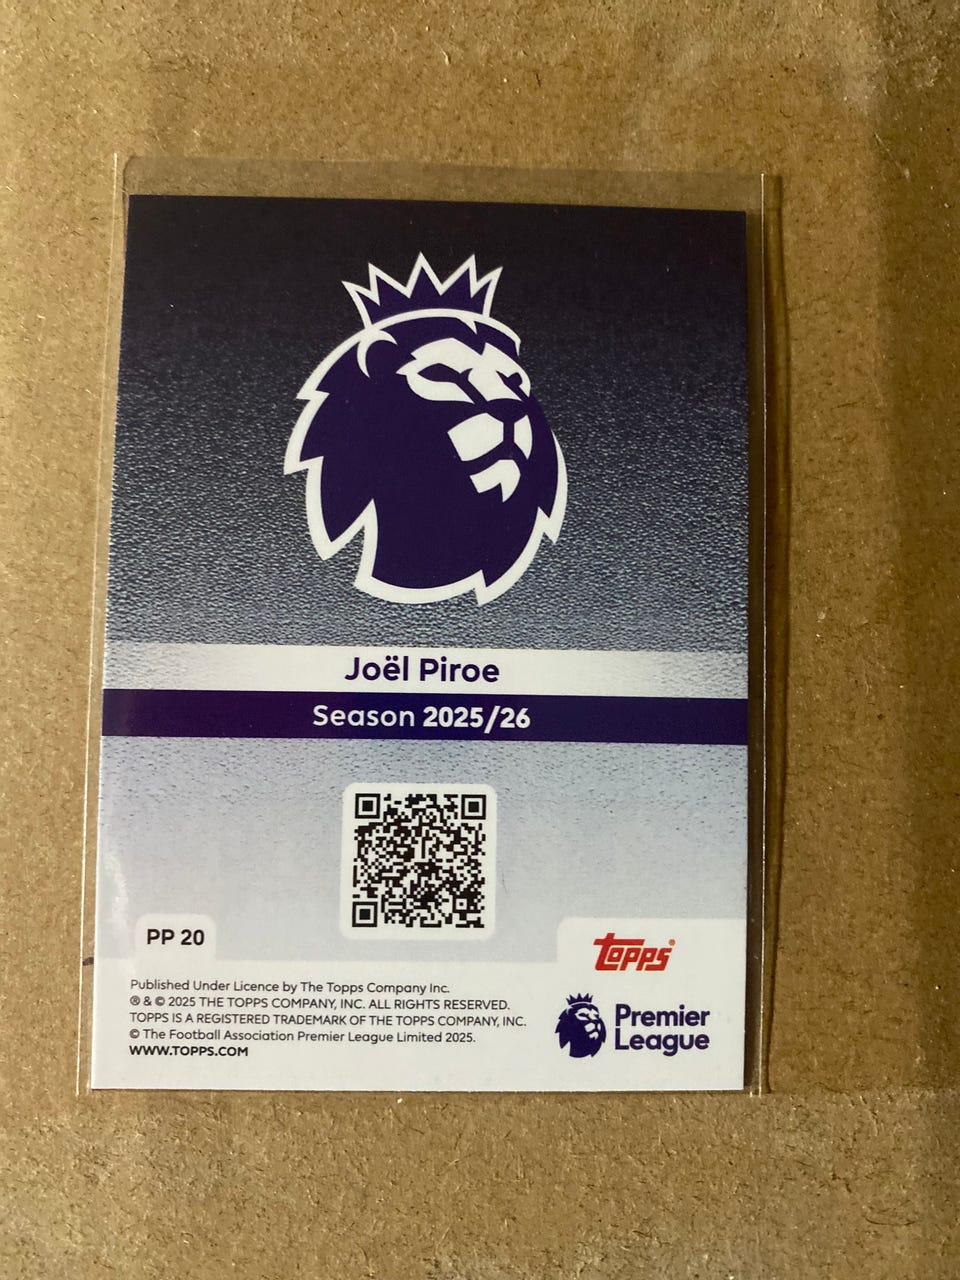 Joël Piroe
Season 2025/26
PP 20
TOPPS®
Published Under Licence by The Topps Company Inc.
® & © 2025 THE TOPPS COMPANY, INC. ALL RIGHTS RESERVED.
TOPPS IS A REGISTERED TRADEMARK OF THE TOPPS COMPANY, INC.
© The Football Association Premier League Limited 2025.
WWW.TOPPS.COM
Premier
League